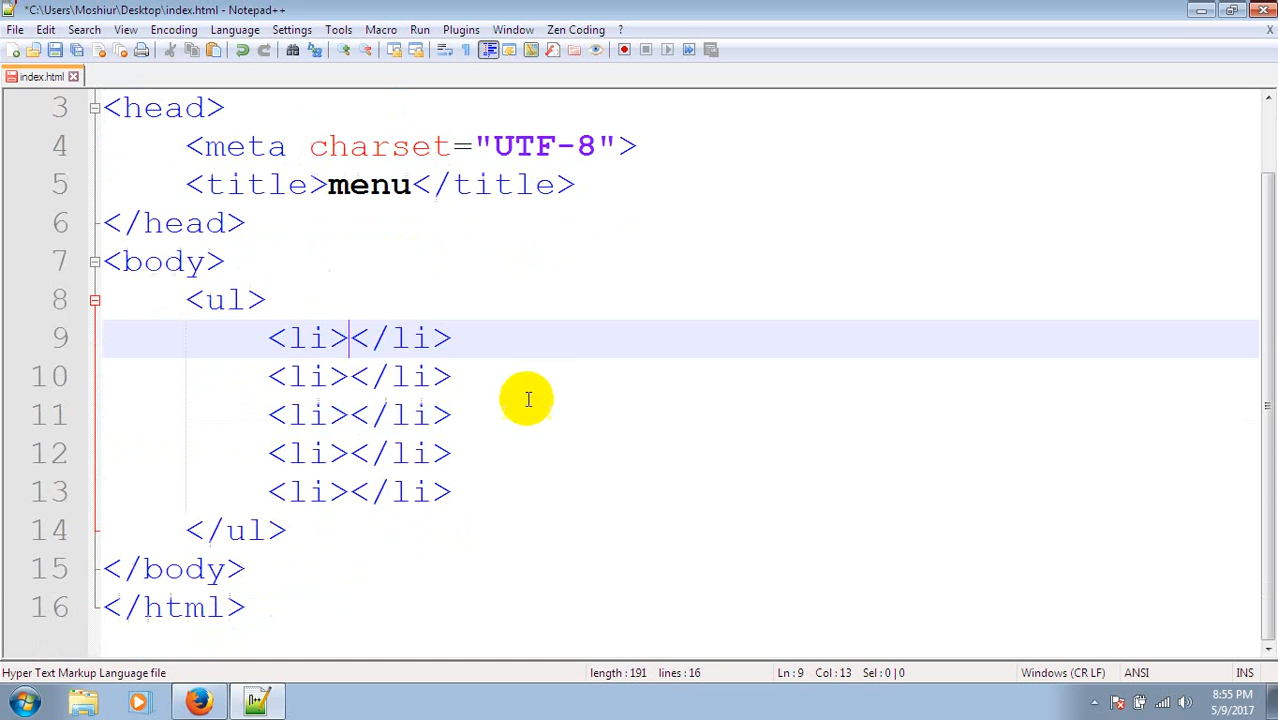 *C:\Users\Moshiur\Desktop\index.html - Notepad++
File Edit Search View Encoding Language Settings Tools Macro Run Plugins Window Zen Coding ? X
index.html
3 <head>
4 <meta charset="UTF-8">
5 <title>menu</title>
6 </head>
7 <body>
8 <ul>
9 <li></li>
10 <li></li>
11 <li></li>
12 <li></li>
13 <li></li>
14 </ul>
15 </body>
16 </html>
Hyper Text Markup Language file length : 191 lines : 16 Ln : 9 Col : 13 Sel : 0 | 0 Windows (CR LF) ANSI INS
8:55 PM
5/9/2017